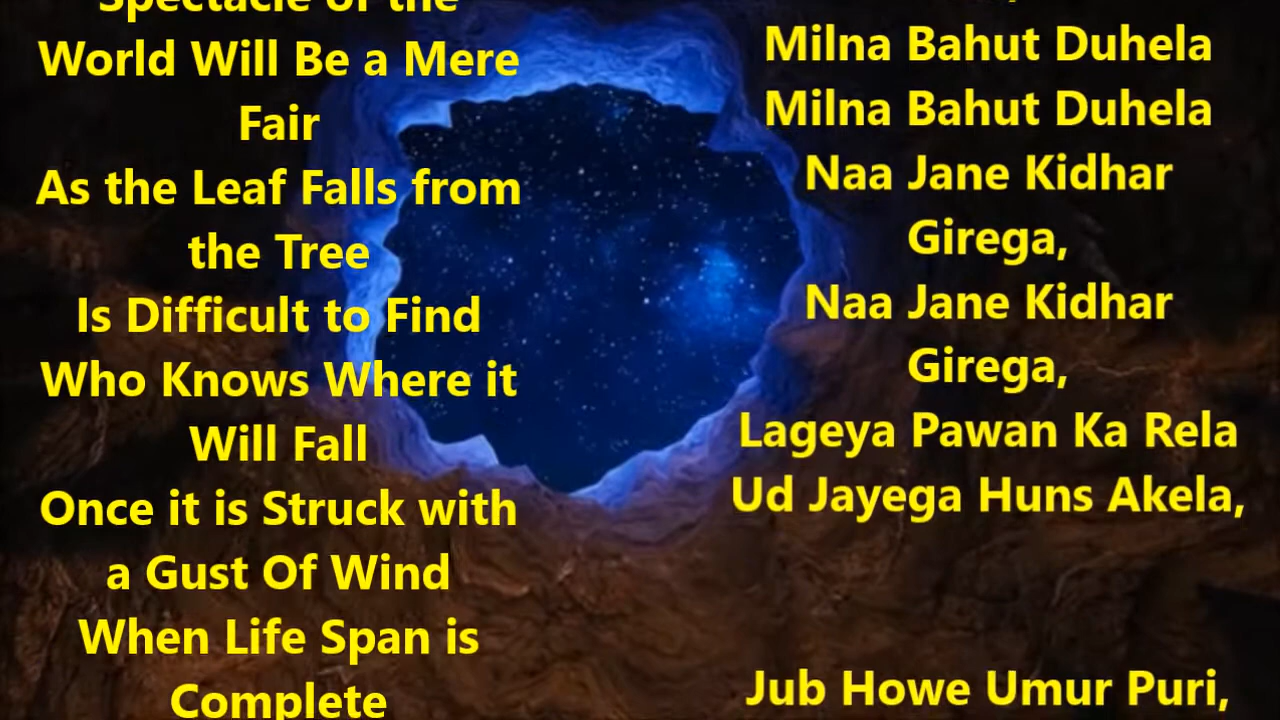 Spectacle of the
World Will Be a Mere
Fair
As the Leaf Falls from
the Tree
Is Difficult to Find
Who Knows Where it
Will Fall
Once it is Struck with
a Gust Of Wind
When Life Span is
Complete
Milna Bahut Duhela
Milna Bahut Duhela
Naa Jane Kidhar
Girega,
Naa Jane Kidhar
Girega,
Lageya Pawan Ka Rela
Ud Jayega Huns Akela,
Jub Howe Umur Puri,